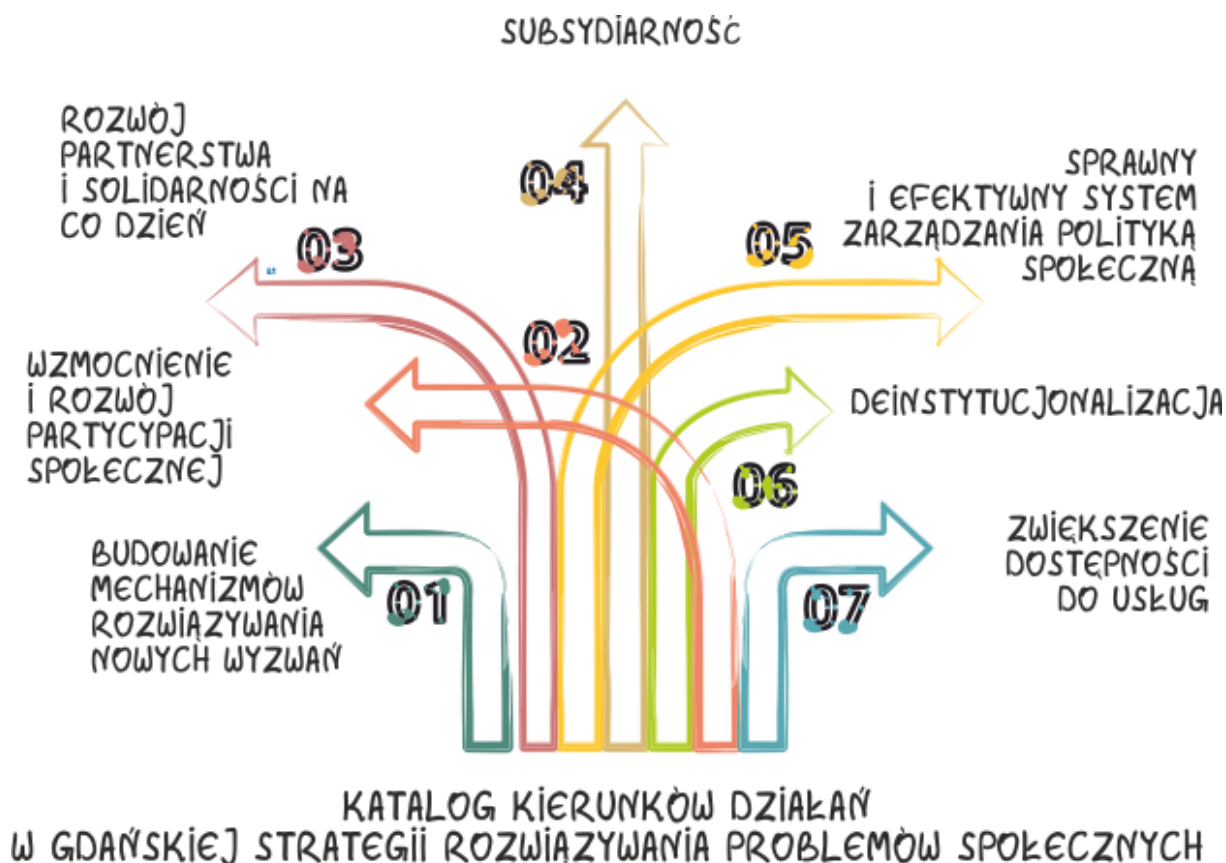 SUBSYDIARNOŚĆ
ROZWÓJ
PARTNERSTWA
I SOLIDARNOŚCI NA
CO DZIEŃ
03
04
05
SPRAWNY
I EFEKTYWNY SYSTEM
ZARZĄDZANIA POLITYKĄ
SPOŁECZNĄ
WZMOCNIENIE
I ROZWÓJ
PARTYCYPACJI
SPOŁECZNEJ
02
06
DEINSTYTUCJONALIZACJA
BUDOWANIE
MECHANIZMÓW
ROZWIĄZYWANIA
NOWYCH WYZWAŃ
01
07
ZWIĘKSZENIE
DOSTĘPNOŚCI
DO USŁUG
KATALOG KIERUNKÓW DZIAŁAŃ
W GDAŃSKIEJ STRATEGII ROZWIĄZYWANIA PROBLEMÓW SPOŁECZNYCH